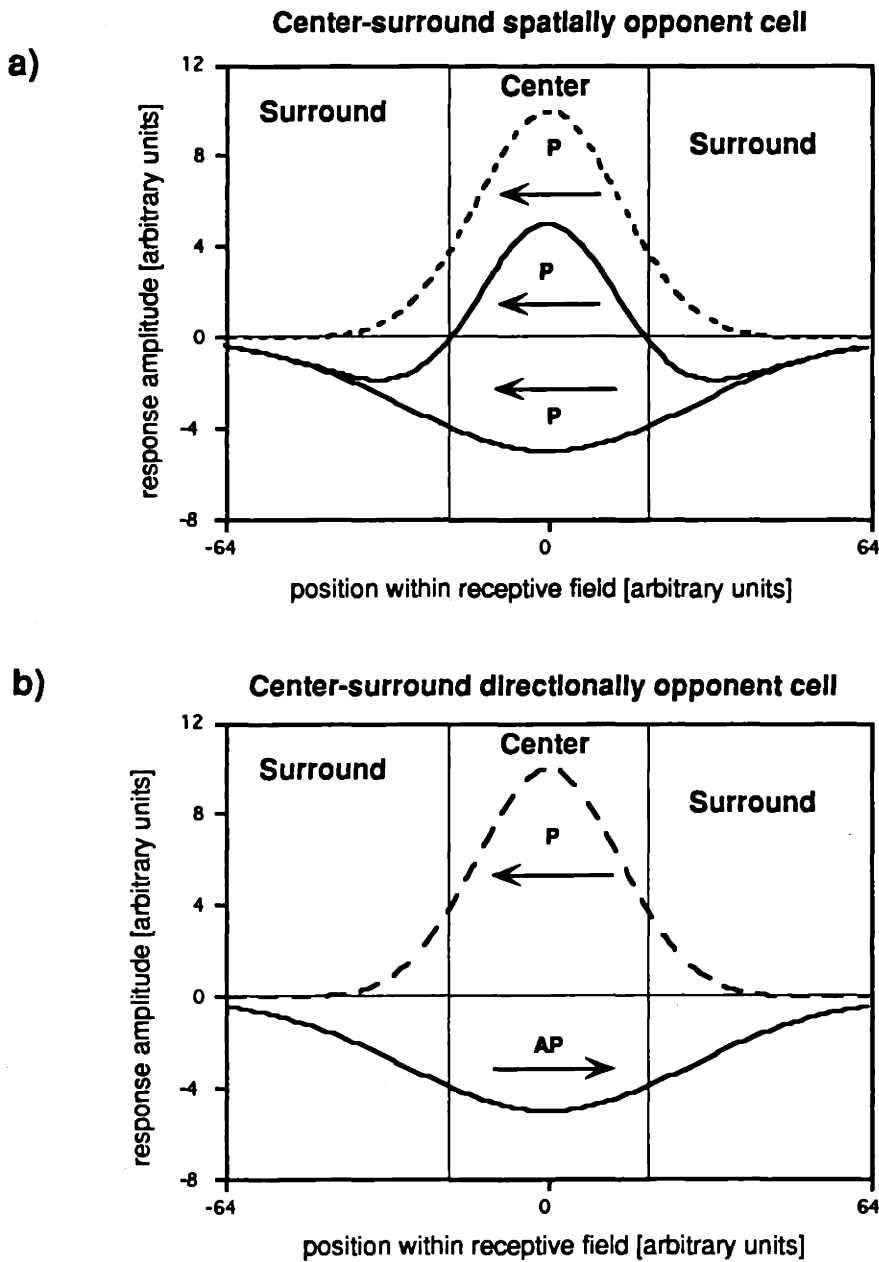 Center-surround spatially opponent cell
a)
12
8
4
0
-4
-8
response amplitude [arbitrary units]
Surround
Center
Surround
P
P
P
-64
0
64
position within receptive field [arbitrary units]
b)
Center-surround directionally opponent cell
12
8
4
0
-4
-8
response amplitude [arbitrary units]
Surround
Center
Surround
P
AP
-64
0
64
position within receptive field [arbitrary units]